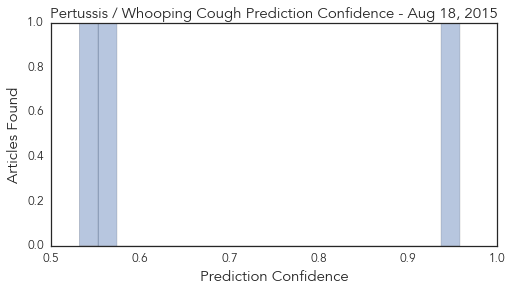 Pertussis / Whooping Cough Prediction Confidence - Aug 18, 2015
1.0
0.8
0.6
0.4
0.2
0.0
Articles Found
0.5 0.6 0.7 0.8 0.9 1.0
Prediction Confidence